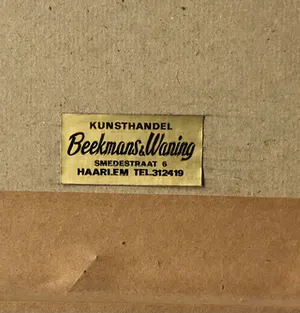 KUNSTHANDEL
Beekmans & Waning
SMEDESTRAAT 6
HAARLEM TEL.312419